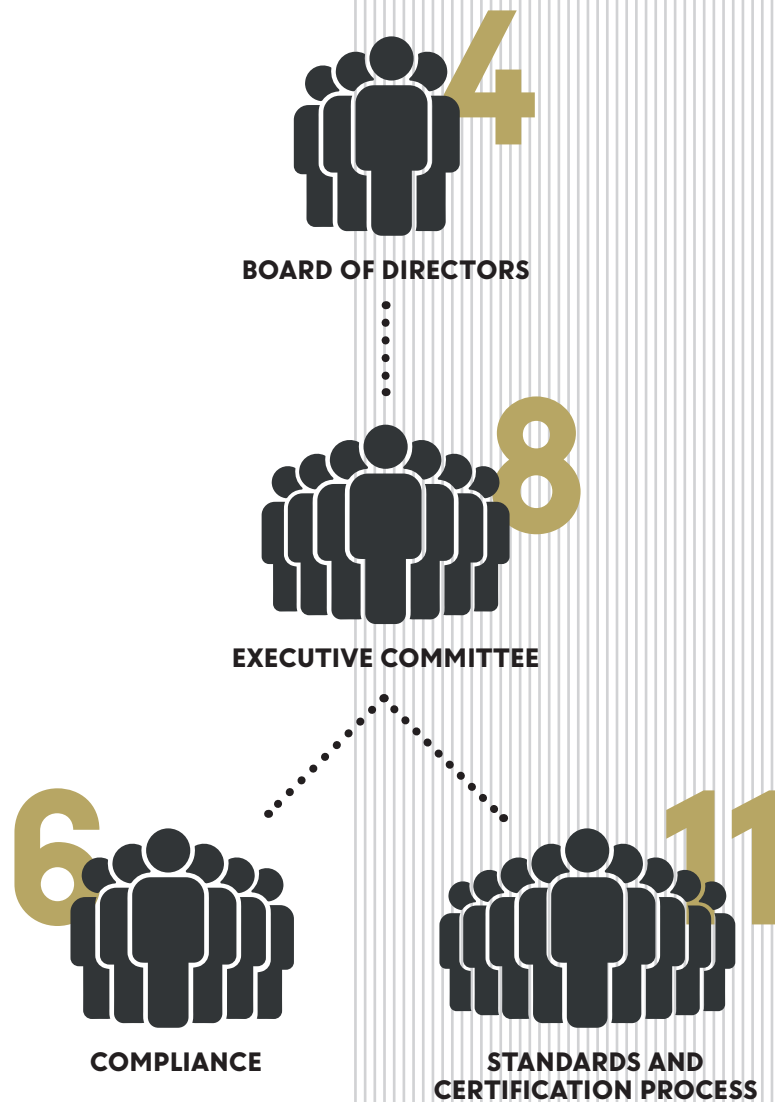 4
BOARD OF DIRECTORS
8
EXECUTIVE COMMITTEE
6
COMPLIANCE
11
STANDARDS AND
CERTIFICATION PROCESS